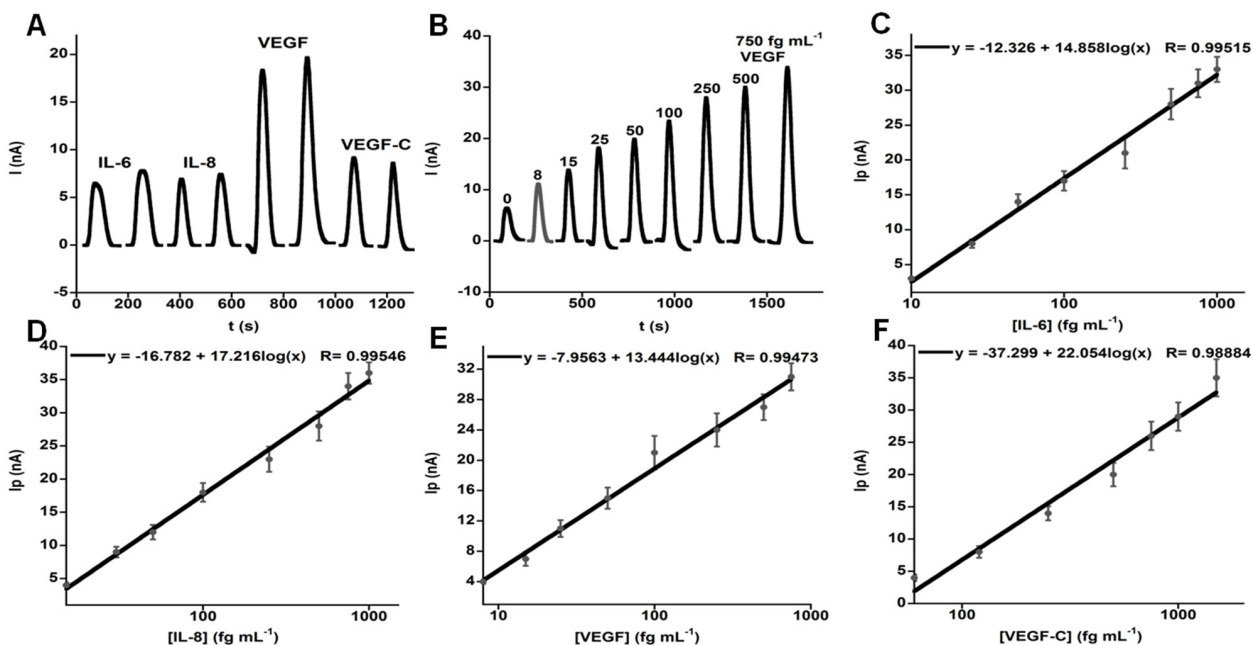 A
VEGF
IL-6
IL-8
VEGF-C
I (nA)
20
15
10
5
0
-5
0
200
400
600
800
1000
1200
t (s)
B
750 fg mL⁻¹
VEGF
0
8
15
25
50
100
250
500
I (nA)
40
30
20
10
0
-10
0
500
1000
1500
t (s)
C
y = -12.326 + 14.858log(x) R= 0.99515
Ip (nA)
35
30
25
20
15
10
5
10
100
1000
[IL-6] (fg mL⁻¹)
D
y = -16.782 + 17.216log(x) R= 0.99546
Ip (nA)
40
35
30
25
20
15
10
5
100
1000
[IL-8] (fg mL⁻¹)
E
y = -7.9563 + 13.444log(x) R= 0.99473
Ip (nA)
32
28
24
20
16
12
8
4
10
100
1000
[VEGF] (fg mL⁻¹)
F
y = -37.299 + 22.054log(x) R= 0.98884
Ip (nA)
40
35
30
25
20
15
10
5
0
100
1000
[VEGF-C] (fg mL⁻¹)